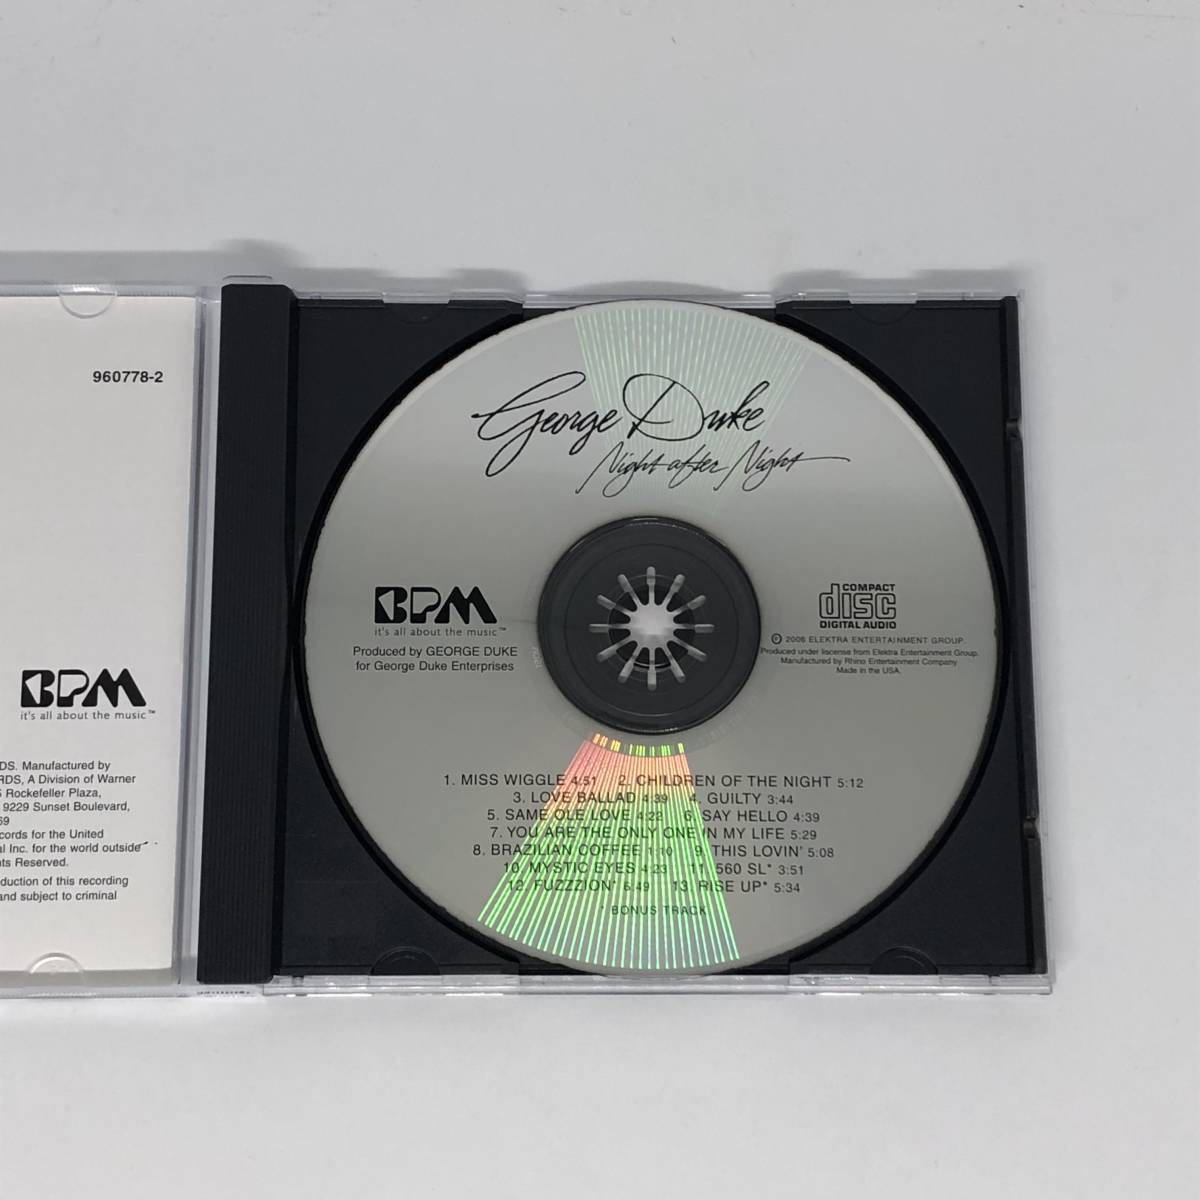 960778-2
BPM
it's all about the music™
DS. Manufactured by
RDS, A Division of Warner
Rockefeller Plaza,
9229 Sunset Boulevard,
69
cords for the United
al Inc. for the world outside
nts Reserved.
duction of this recording
and subject to criminal
George Duke
Night after Night
BPM
it's all about the music™
Produced by GEORGE DUKE
for George Duke Enterprises
COMPACT
disc
DIGITAL AUDIO
℗ 2006 ELEKTRA ENTERTAINMENT GROUP.
Produced under liscense from Elektra Entertainment Group.
Manufactured by Rhino Entertainment Company
Made in the USA.
1. MISS WIGGLE 4:51 2. CHILDREN OF THE NIGHT 5:12
3. LOVE BALLAD 4:39 4. GUILTY 3:44
5. SAME OLE LOVE 4:22 6. SAY HELLO 4:39
7. YOU ARE THE ONLY ONE IN MY LIFE 5:29
8. BRAZILIAN COFFEE 1:10 9. THIS LOVIN' 5:08
10. MYSTIC EYES 4:23 11. 560 SL* 3:51
12. FUZZZION* 6:49 13. RISE UP* 5:34
* BONUS TRACK